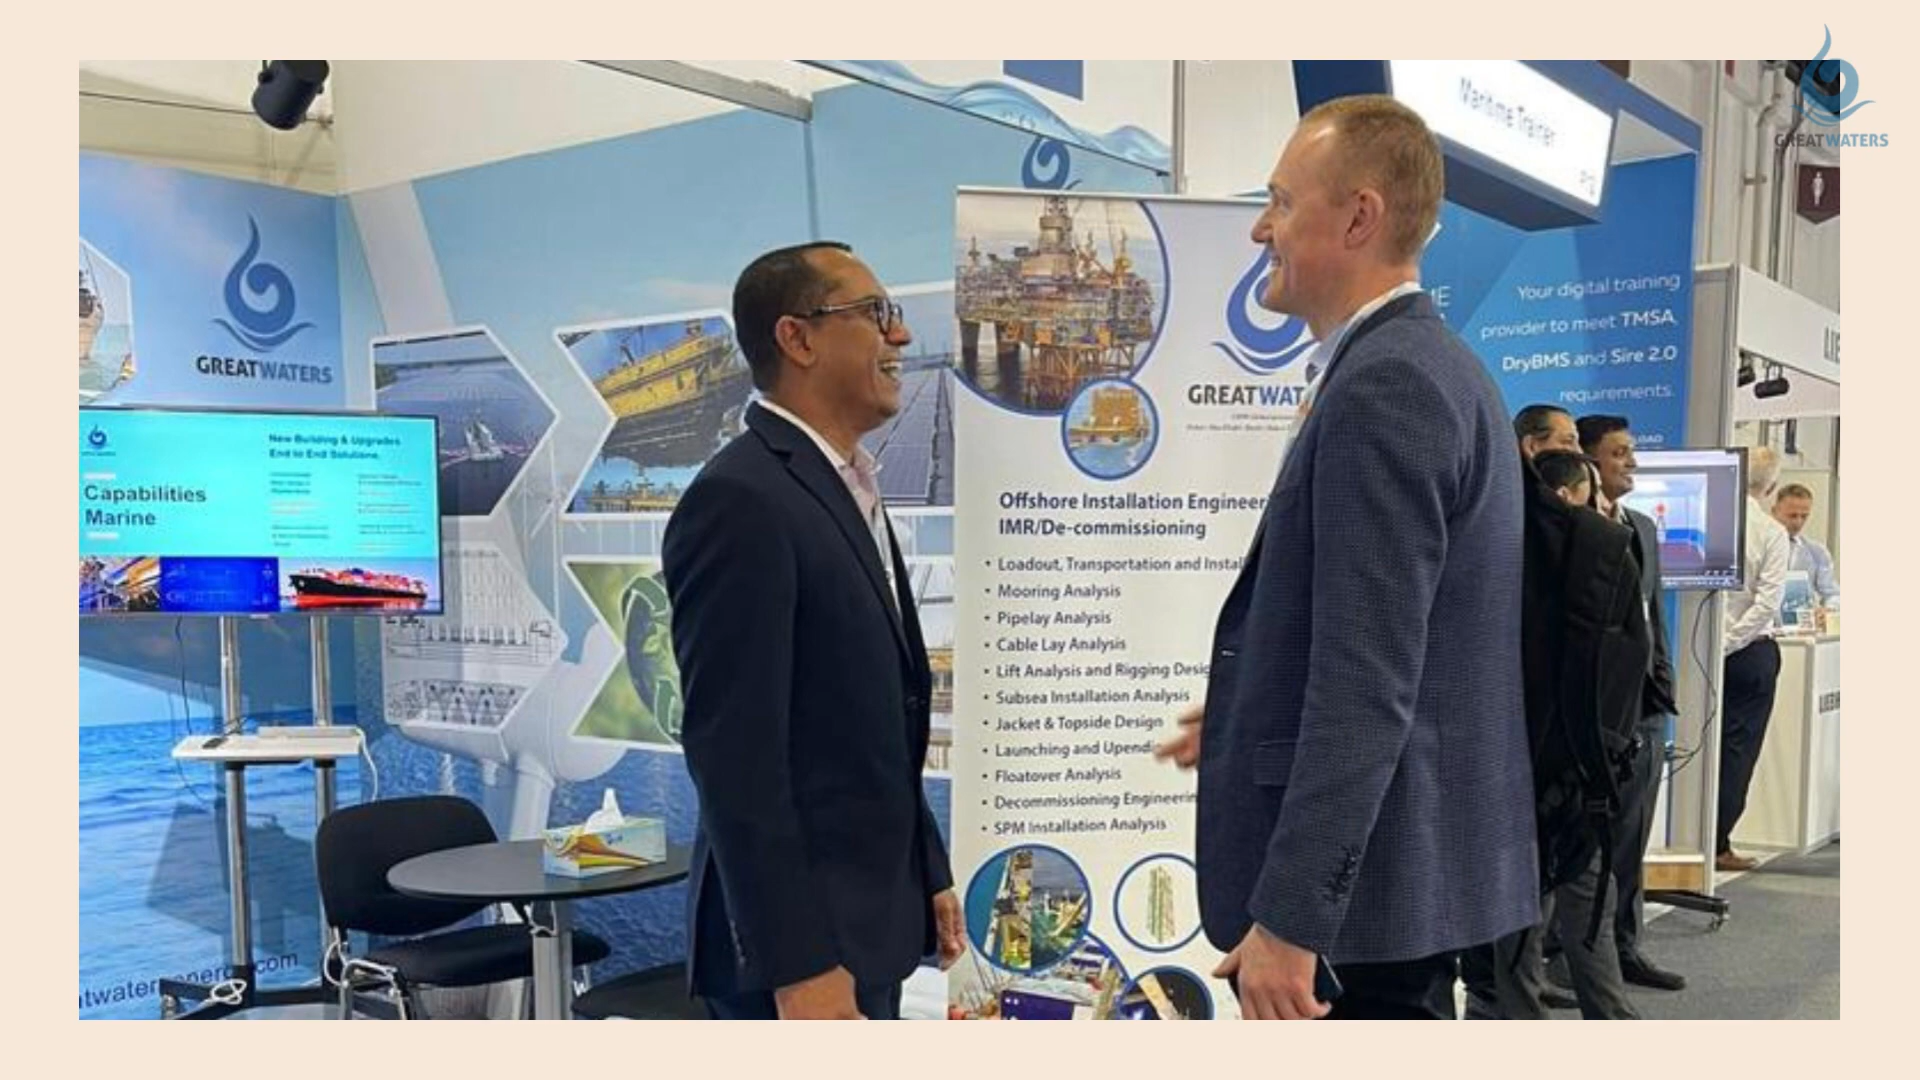 GREATWATERS
GREATWATERS
New Building & Upgrades
End to End Solutions
Capabilities
Marine
GREATWAT
Offshore Installation Engineer
IMR/De-commissioning
• Loadout, Transportation and Instal
• Mooring Analysis
• Pipelay Analysis
• Cable Lay Analysis
• Lift Analysis and Rigging Desig
• Subsea Installation Analysis
• Jacket & Topside Design
• Launching and Upendi
• Floatover Analysis
• Decommissioning Engineerin
• SPM Installation Analysis
Maritime Trainer
Your digital training
provider to meet TMSA,
DryBMS and Sire 2.0
requirements.